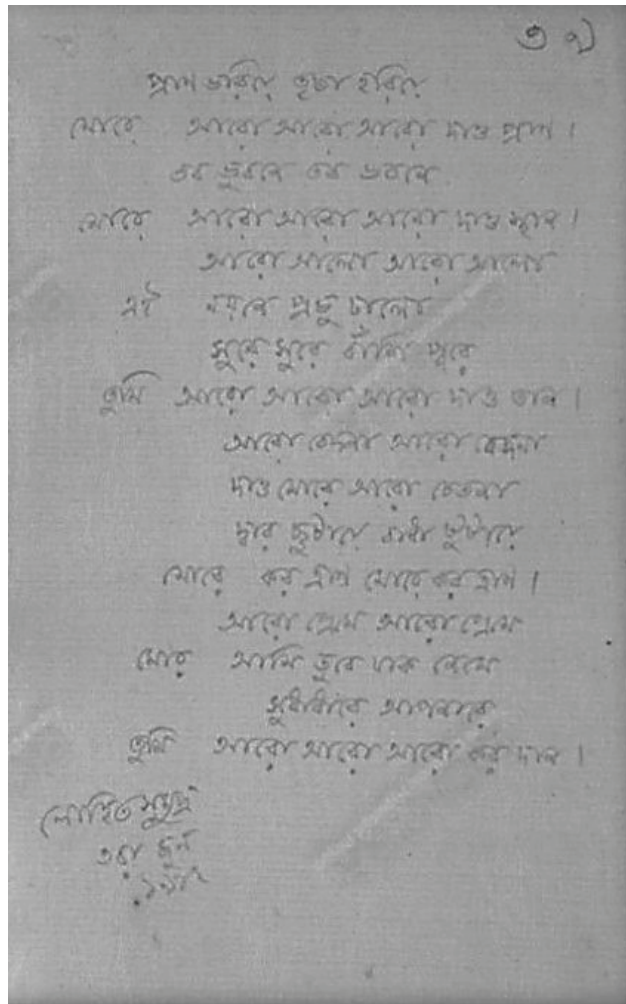 ৩৭
প্রাণ ভরিয়ে তৃষা হরিয়ে
মোরে আরো আরো আরো দাও প্রাণ।
তব ভুবনে তব ভবনে
মোরে আরো আরো আরো দাও স্থান।
আরো আলো আরো আলো
এই নয়নে প্রভু ঢালো
সুরে সুরে বাঁশি পূরে
তুমি আরো আরো আরো দাও তান।
আরো বেদনা আরো বেদনা
দাও মোরে আরো চেতনা
দ্বার ছুটায়ে বাধা টুটায়ে
মোরে কর ত্রাণ মোরে কর ত্রাণ।
আরো প্রেমে আরো প্রেমে
মোর আমি ডুবে যাক নেমে
সুধাধারে আপনারে
তুমি আরো আরো আরো কর দান।
লোহিত সমুদ্র
৩রা জুন